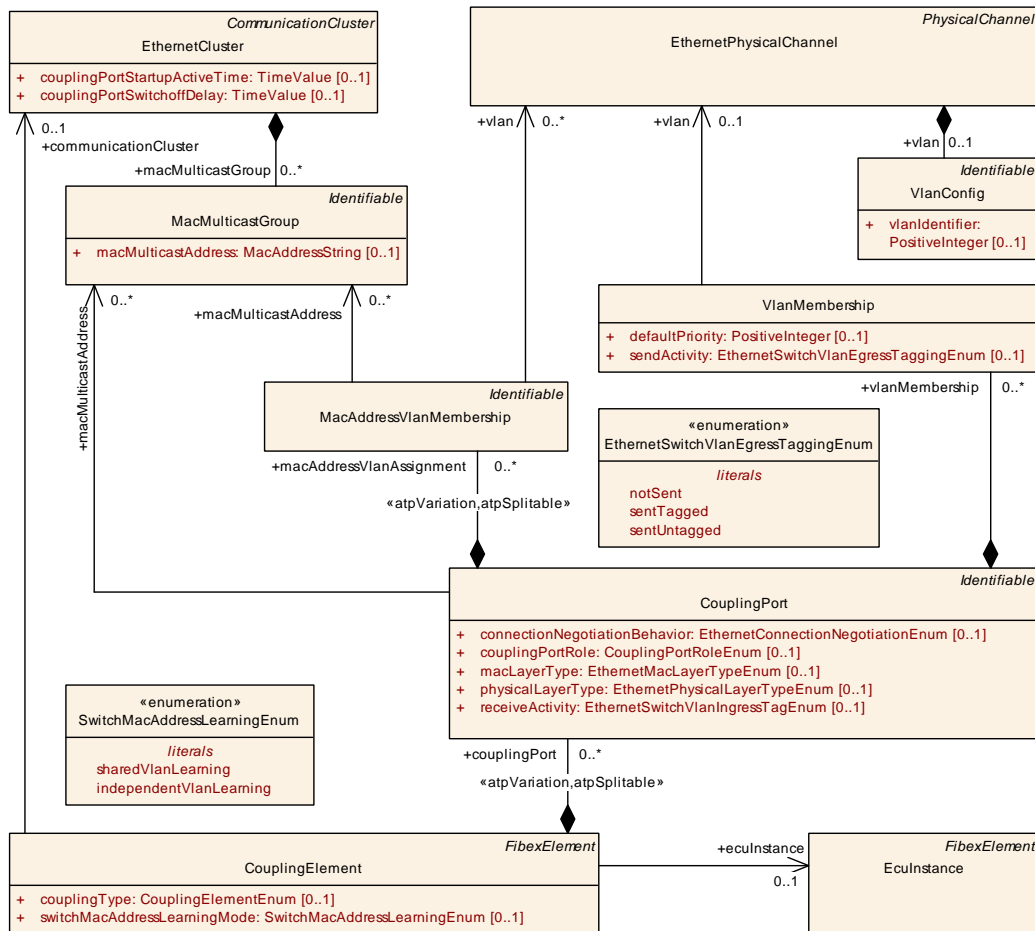 CommunicationCluster
EthernetCluster
+ couplingPortStartupActiveTime: TimeValue [0..1]
+ couplingPortSwitchoffDelay: TimeValue [0..1]
PhysicalChannel
EthernetPhysicalChannel
0..1
+communicationCluster
+macMulticastGroup 0..*
+vlan 0..*
+vlan 0..1
+vlan 0..1
Identifiable
MacMulticastGroup
+ macMulticastAddress: MacAddressString [0..1]
Identifiable
VlanConfig
+ vlanIdentifier:
PositiveInteger [0..1]
0..*
+macMulticastAddress
+macMulticastAddress
0..*
VlanMembership
+ defaultPriority: PositiveInteger [0..1]
+ sendActivity: EthernetSwitchVlanEgressTaggingEnum [0..1]
+vlanMembership 0..*
Identifiable
MacAddressVlanMembership
+macAddressVlanAssignment 0..*
«atpVariation,atpSplitable»
«enumeration»
EthernetSwitchVlanEgressTaggingEnum
literals
notSent
sentTagged
sentUntagged
Identifiable
CouplingPort
+ connectionNegotiationBehavior: EthernetConnectionNegotiationEnum [0..1]
+ couplingPortRole: CouplingPortRoleEnum [0..1]
+ macLayerType: EthernetMacLayerTypeEnum [0..1]
+ physicalLayerType: EthernetPhysicalLayerTypeEnum [0..1]
+ receiveActivity: EthernetSwitchVlanIngressTagEnum [0..1]
«enumeration»
SwitchMacAddressLearningEnum
literals
sharedVlanLearning
independentVlanLearning
+couplingPort 0..*
«atpVariation,atpSplitable»
FibexElement
CouplingElement
+ couplingType: CouplingElementEnum [0..1]
+ switchMacAddressLearningMode: SwitchMacAddressLearningEnum [0..1]
+ecuInstance
0..1
FibexElement
EcuInstance